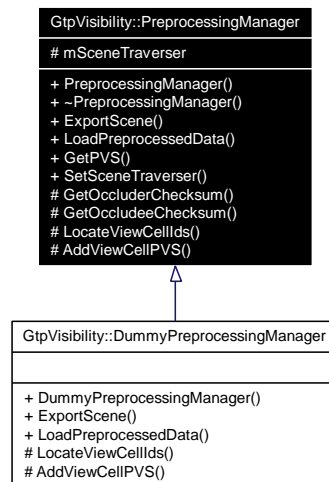 GtpVisibility::PreprocessingManager
# mSceneTraverser
+ PreprocessingManager()
+ ~PreprocessingManager()
+ ExportScene()
+ LoadPreprocessedData()
+ GetPVS()
+ SetSceneTraverser()
# GetOccluderChecksum()
# GetOccludeeChecksum()
# LocateViewCellIds()
# AddViewCellPVS()
GtpVisibility::DummyPreprocessingManager
+ DummyPreprocessingManager()
+ ExportScene()
+ LoadPreprocessedData()
# LocateViewCellIds()
# AddViewCellPVS()